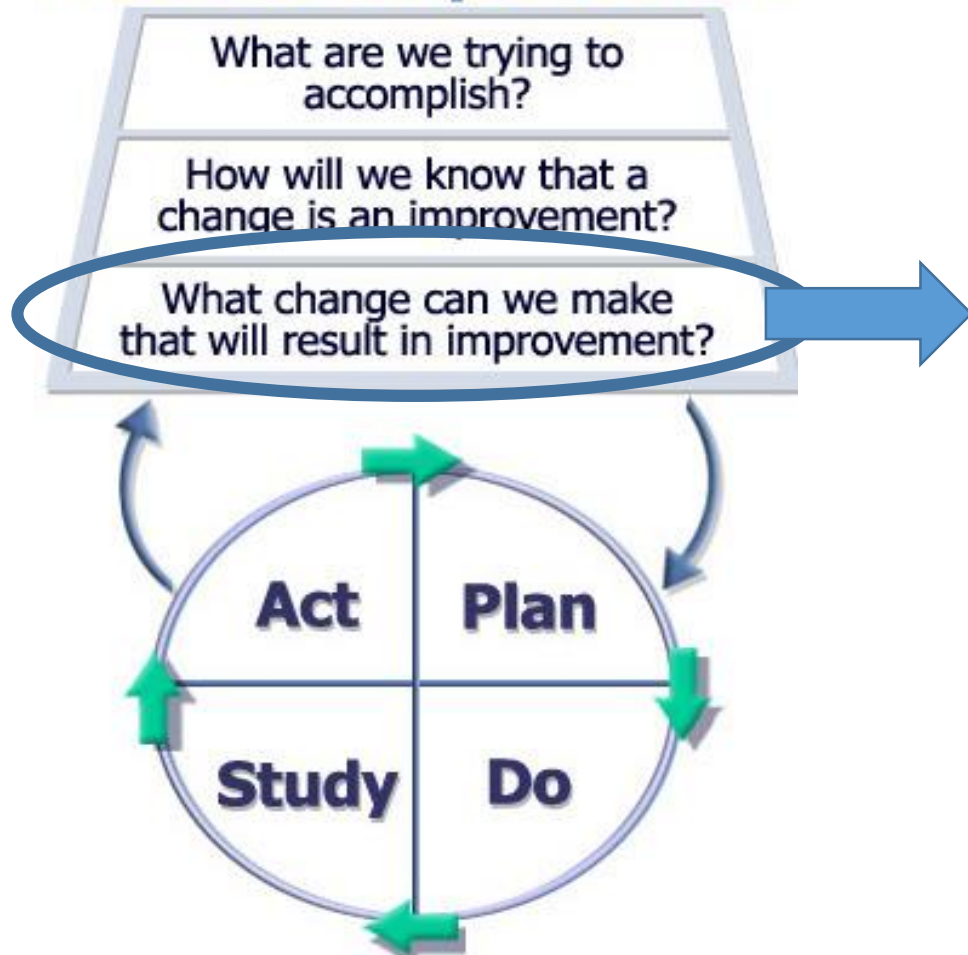 What are we trying to
accomplish?
How will we know that a
change is an improvement?
What change can we make
that will result in improvement?
Act Plan
Study Do